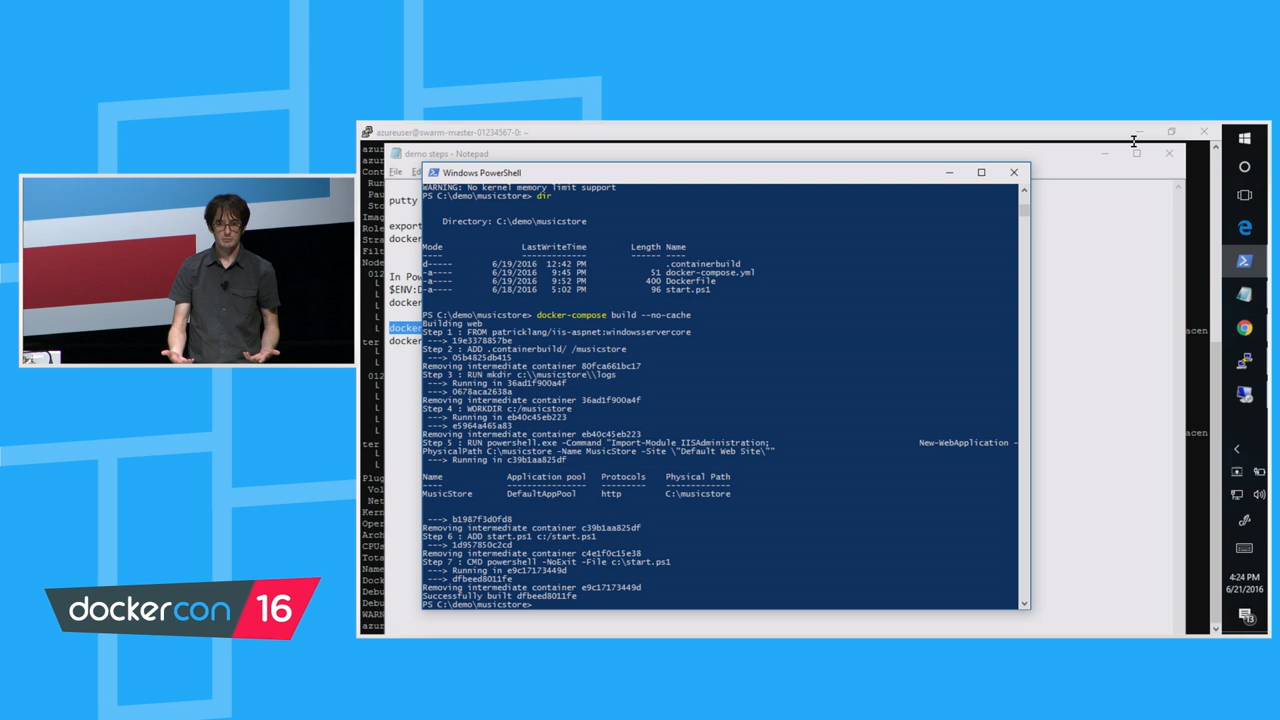 azureuser@swarm-master-01234567-0: ~
demo steps - Notepad
File
putty
export
docke
In Pow
$ENV:D
docke
docke
docke
Windows PowerShell
WARNING: No kernel memory limit support
PS C:\demo\musicstore> dir
Directory: C:\demo\musicstore
Mode LastWriteTime Length Name
---- ------------- ------ ----
d----- 6/19/2016 12:42 PM .containerbuild
-a---- 6/19/2016 9:45 PM 51 docker-compose.yml
-a---- 6/19/2016 9:52 PM 400 Dockerfile
-a---- 6/18/2016 5:02 PM 96 start.ps1
PS C:\demo\musicstore> docker-compose build --no-cache
Building web
Step 1 : FROM patricklang/iis-aspnet:windowsservercore
---> 19e3378857be
Step 2 : ADD .containerbuild/ /musicstore
---> 05b4825db415
Removing intermediate container 80fca661bc17
Step 3 : RUN mkdir c:\\musicstore\\logs
---> Running in 36ad1f900a4f
---> 0678aca2638a
Removing intermediate container 36ad1f900a4f
Step 4 : WORKDIR c:/musicstore
---> Running in eb40c45eb223
---> e5964a465a83
Removing intermediate container eb40c45eb223
Step 5 : RUN powershell.exe -Command "Import-Module IISAdministration; New-WebApplication -
PhysicalPath C:\musicstore -Name MusicStore -Site \"Default Web Site\""
---> Running in c39b1aa825df
Name Application pool Protocols Physical Path
---- ---------------- --------- -------------
MusicStore DefaultAppPool http C:\musicstore
---> b1987f3d0fd8
Removing intermediate container c39b1aa825df
Step 6 : ADD start.ps1 c:/start.ps1
---> 1d957850c2cd
Removing intermediate container c4e1f0c15e38
Step 7 : CMD powershell -NoExit -File c:\start.ps1
---> Running in e9c17173449d
---> dfbeed8011fe
Removing intermediate container e9c17173449d
Successfully built dfbeed8011fe
PS C:\demo\musicstore>
acen
acen
4:24 PM
6/21/2016
13
dockercon 16